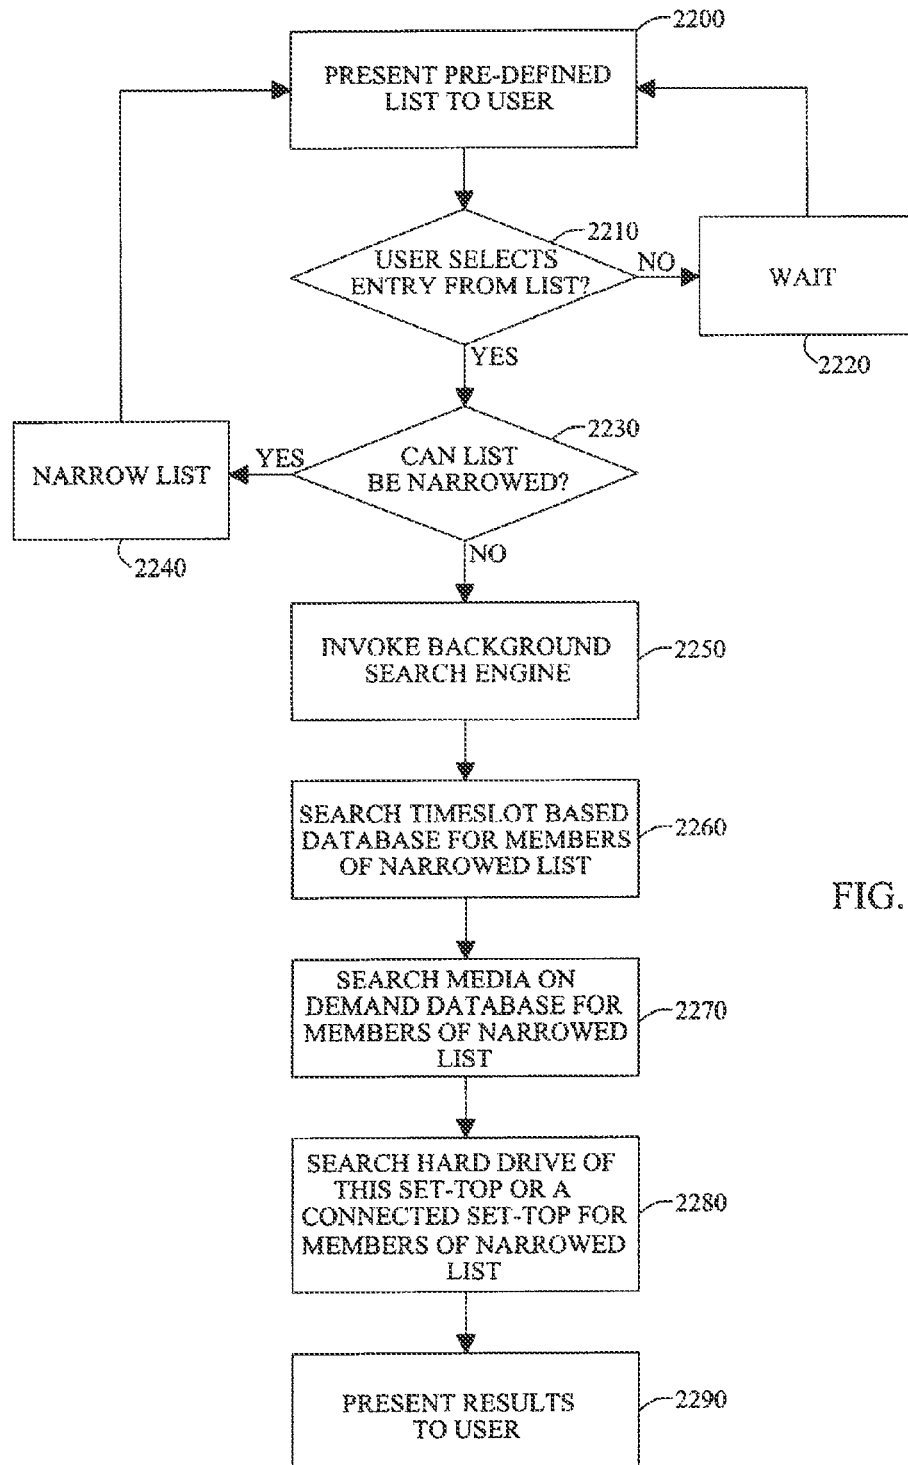 2200
PRESENT PRE-DEFINED
LIST TO USER
2210
USER SELECTS
ENTRY FROM LIST?
NO
WAIT
2220
YES
2230
CAN LIST
BE NARROWED?
YES
NARROW LIST
2240
NO
INVOKE BACKGROUND
SEARCH ENGINE
2250
SEARCH TIMESLOT BASED
DATABASE FOR MEMBERS
OF NARROWED LIST
2260
FIG.
SEARCH MEDIA ON
DEMAND DATABASE FOR
MEMBERS OF NARROWED
LIST
2270
SEARCH HARD DRIVE OF
THIS SET-TOP OR A
CONNECTED SET-TOP FOR
MEMBERS OF NARROWED
LIST
2280
PRESENT RESULTS
TO USER
2290